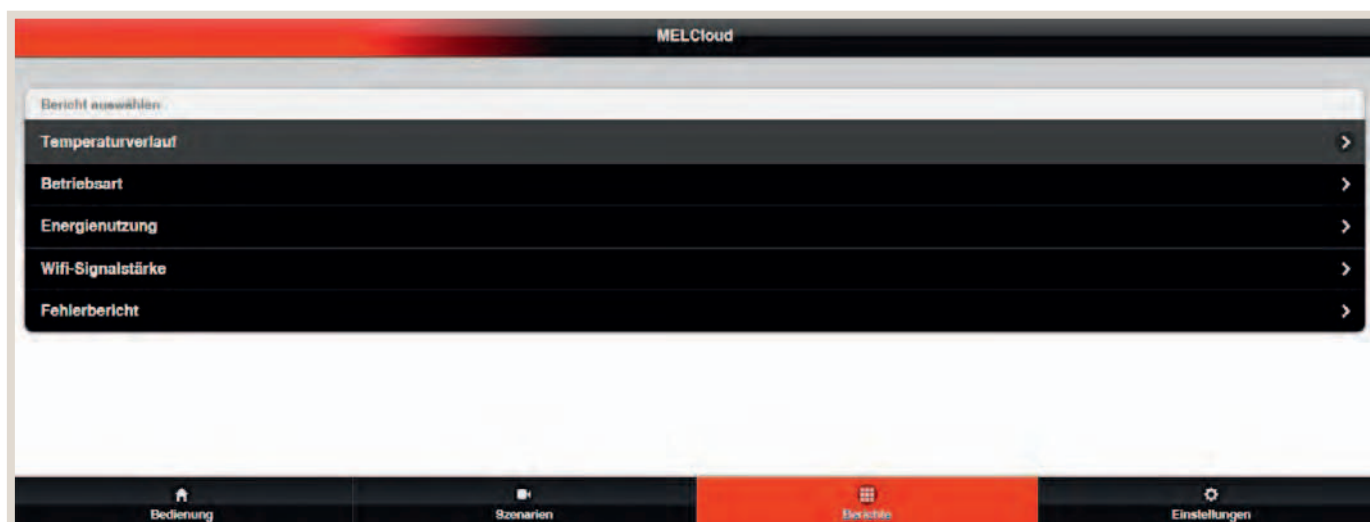 MELCloud
Bericht auswählen
Temperaturverlauf
Betriebsart
Energienutzung
Wifi-Signalstärke
Fehlerbericht
Bedienung
Szenarien
Berichte
Einstellungen